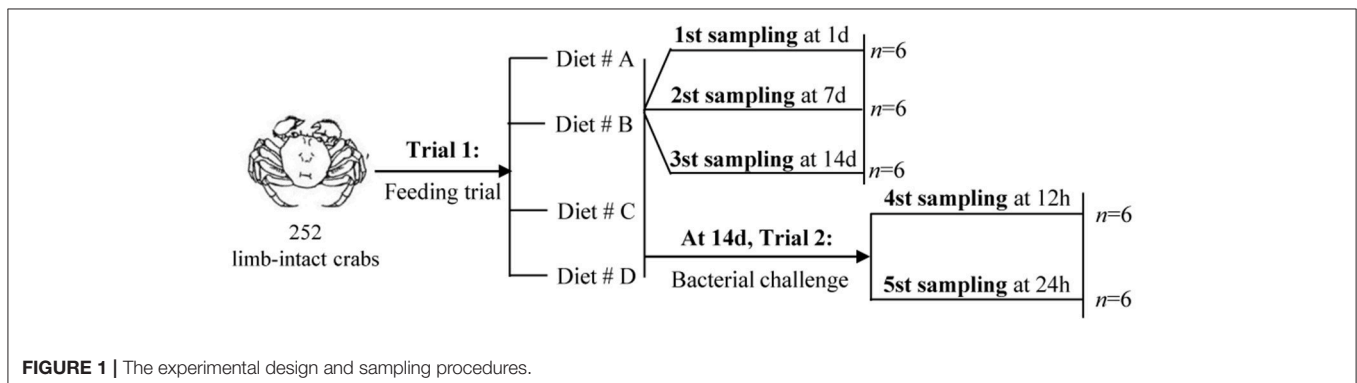 252
limb-intact crabs
Trial 1:
Feeding trial
Diet # A
Diet # B
Diet # C
Diet # D
1st sampling at 1d
n=6
2st sampling at 7d
n=6
3st sampling at 14d
n=6
At 14d, Trial 2:
Bacterial challenge
4st sampling at 12h
n=6
5st sampling at 24h
n=6
FIGURE 1 | The experimental design and sampling procedures.